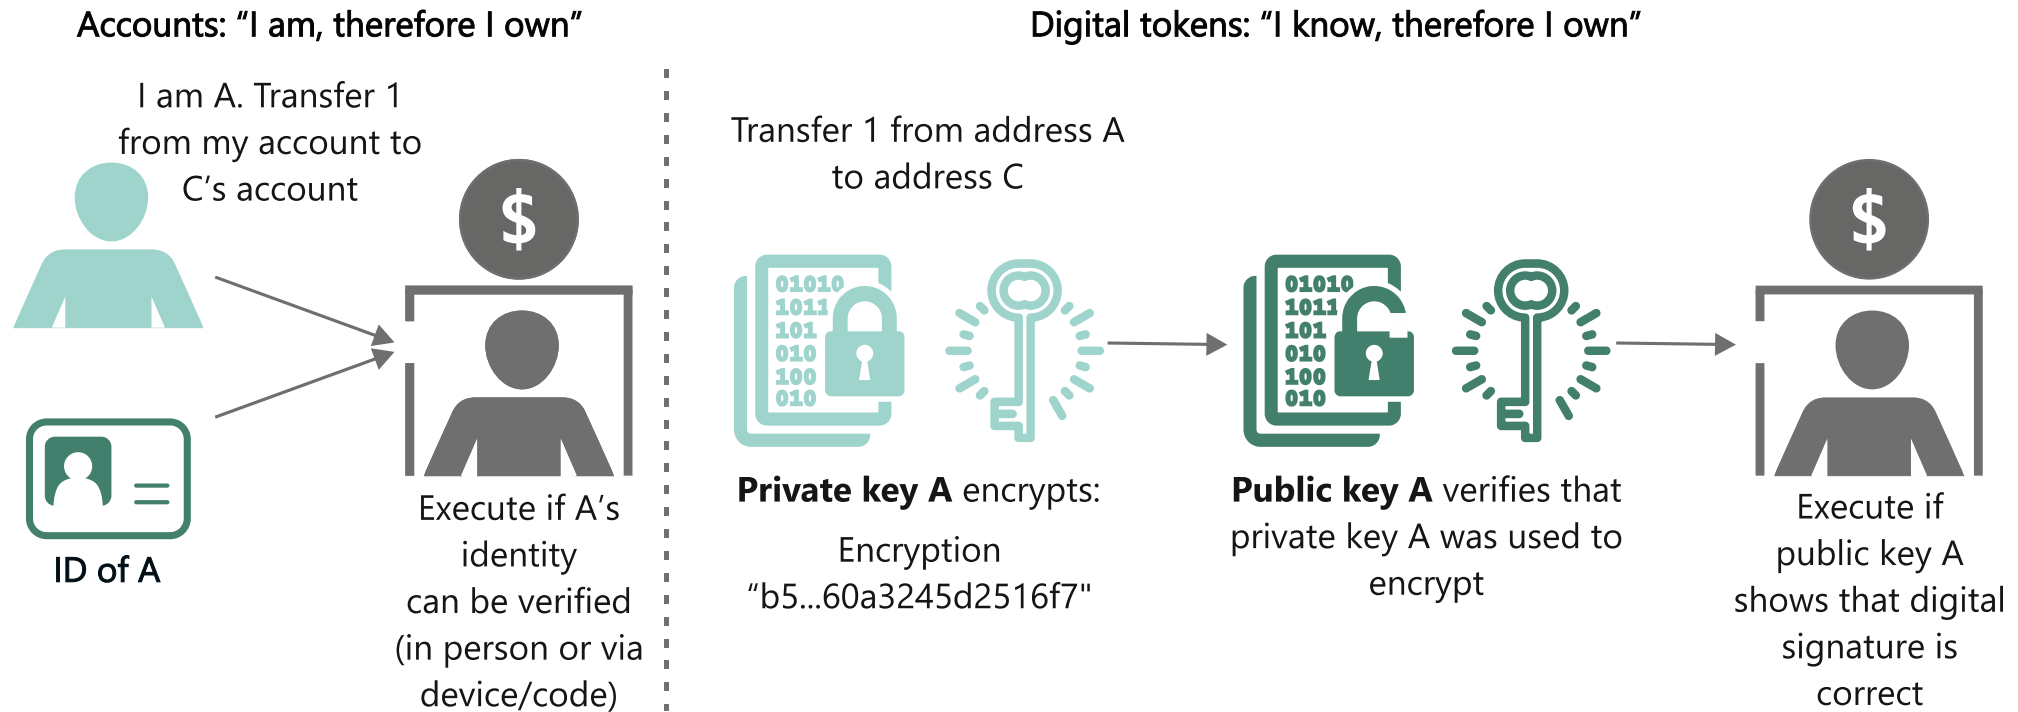 Accounts: “I am, therefore I own”
I am A. Transfer 1
from my account to
C’s account
$
ID of A
Execute if A’s
identity
can be verified
(in person or via
device/code)
Digital tokens: “I know, therefore I own”
Transfer 1 from address A
to address C
01010
1011
101
010
100
010
Private key A encrypts:
Encryption
“b5...60a3245d2516f7"
01010
1011
101
010
100
010
Public key A verifies that
private key A was used to
encrypt
$
Execute if
public key A
shows that digital
signature is
correct